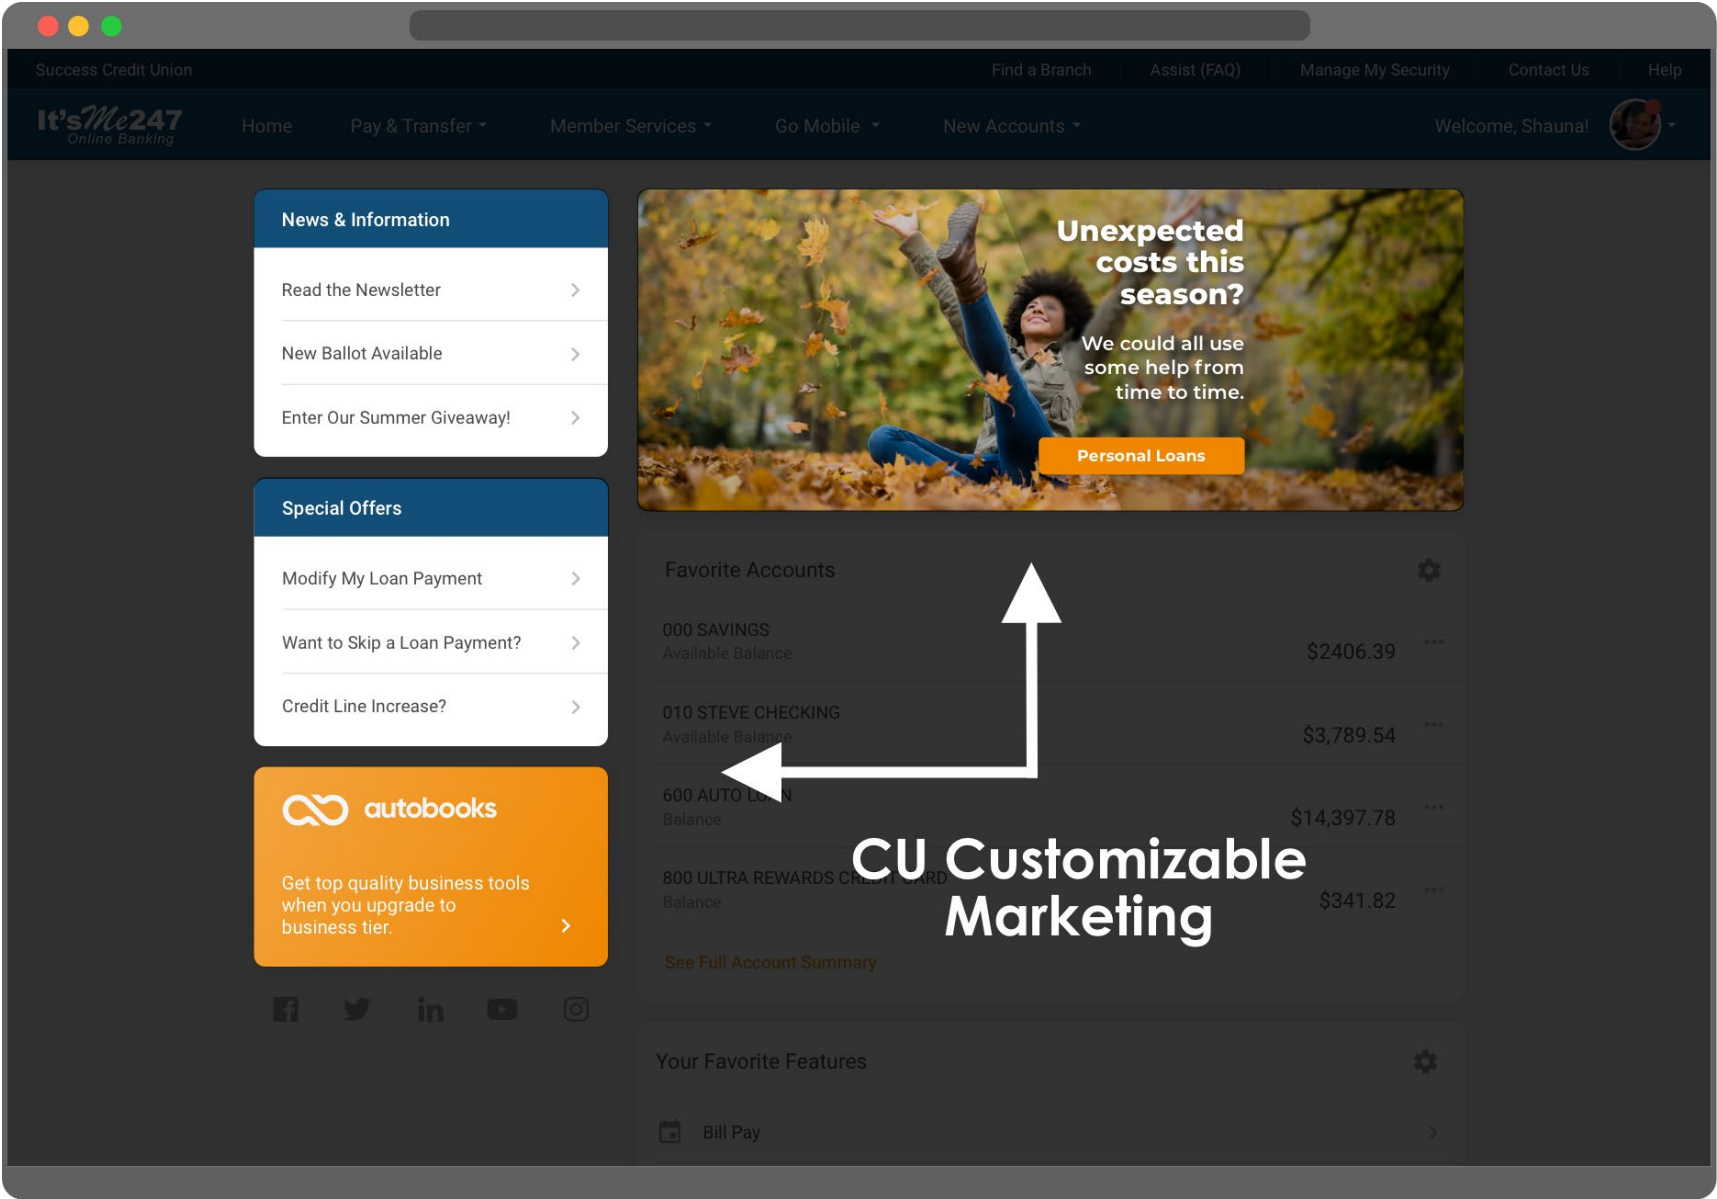 Success Credit Union
Find a Branch
Assist (FAQ)
Manage My Security
Contact Us
Help
It'sMe247
Online Banking
Home
Pay & Transfer
Member Services
Go Mobile
New Accounts
Welcome, Shauna!
News & Information
Read the Newsletter
New Ballot Available
Enter Our Summer Giveaway!
Special Offers
Modify My Loan Payment
Want to Skip a Loan Payment?
Credit Line Increase?
autobooks
Get top quality business tools
when you upgrade to
business tier.
Unexpected
costs this
season?
We could all use
some help from
time to time.
Personal Loans
Favorite Accounts
000 SAVINGS
Available Balance
$2406.39
010 STEVE CHECKING
Available Balance
$3,789.54
600 AUTO LOAN
Balance
$14,397.78
800 ULTRA REWARDS CREDIT CARD
Balance
$341.82
See Full Account Summary
CU Customizable
Marketing
Your Favorite Features
Bill Pay